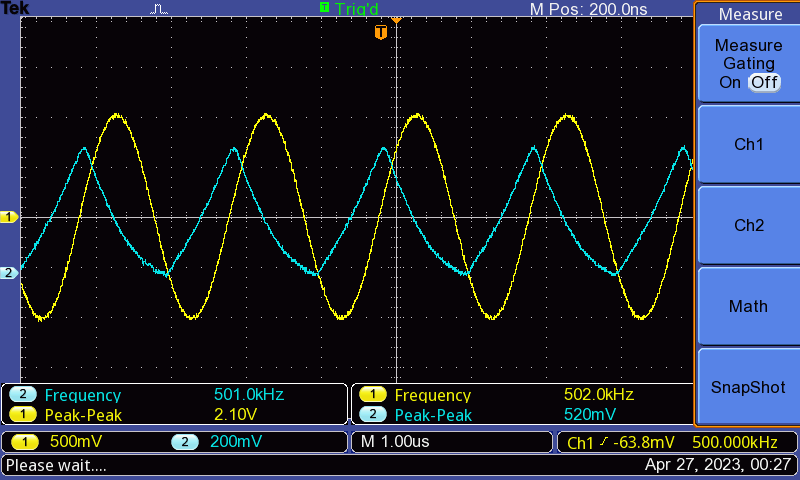 Tek T Trig'd M Pos: 200.0ns Measure
T
Measure
Gating
On Off
Ch1
1
Ch2
2
Math
SnapShot
2 Frequency 501.0kHz 1 Frequency 502.0kHz
1 Peak-Peak 2.10V 2 Peak-Peak 520mV
1 500mV 2 200mV M 1.00us Ch1 -63.8mV 500.000kHz
Please wait.... Apr 27, 2023, 00:27